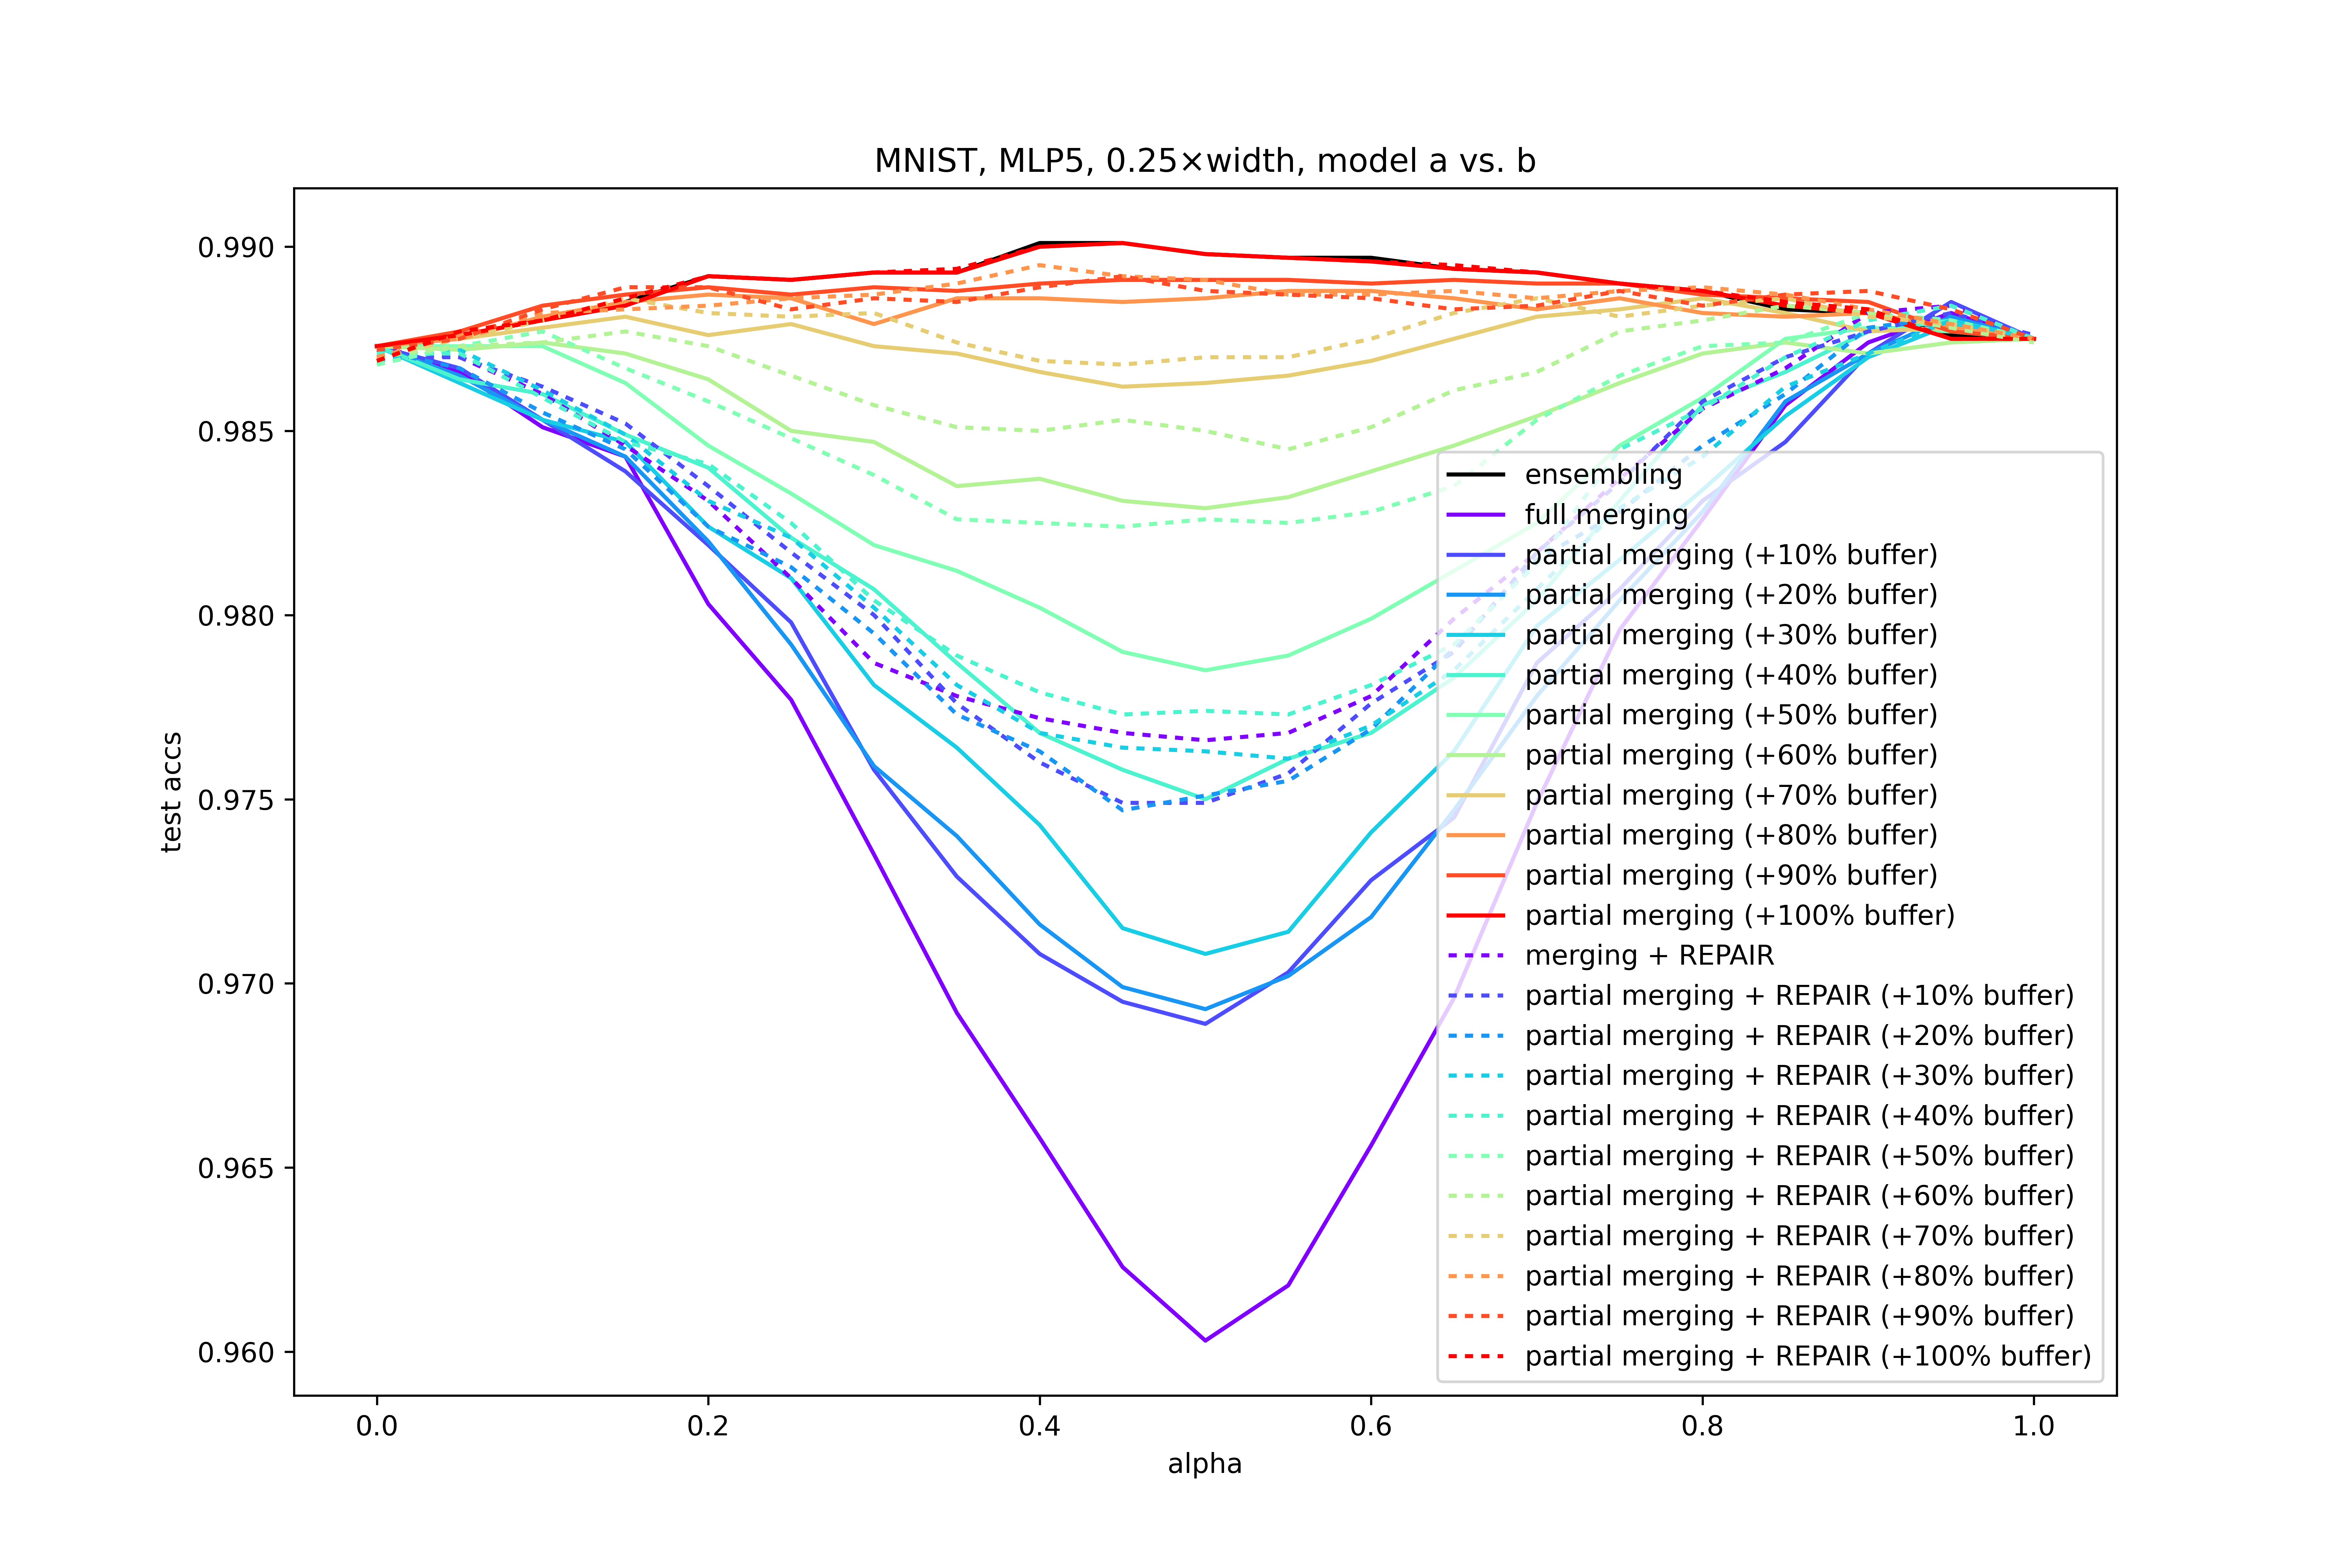 MNIST, MLP5, 0.25×width, model a vs. b
0.990
0.985
0.980
0.975
0.970
0.965
0.960
test accs
0.0
0.2
0.4
0.6
0.8
1.0
alpha
ensembling
full merging
partial merging (+10% buffer)
partial merging (+20% buffer)
partial merging (+30% buffer)
partial merging (+40% buffer)
partial merging (+50% buffer)
partial merging (+60% buffer)
partial merging (+70% buffer)
partial merging (+80% buffer)
partial merging (+90% buffer)
partial merging (+100% buffer)
merging + REPAIR
partial merging + REPAIR (+10% buffer)
partial merging + REPAIR (+20% buffer)
partial merging + REPAIR (+30% buffer)
partial merging + REPAIR (+40% buffer)
partial merging + REPAIR (+50% buffer)
partial merging + REPAIR (+60% buffer)
partial merging + REPAIR (+70% buffer)
partial merging + REPAIR (+80% buffer)
partial merging + REPAIR (+90% buffer)
partial merging + REPAIR (+100% buffer)